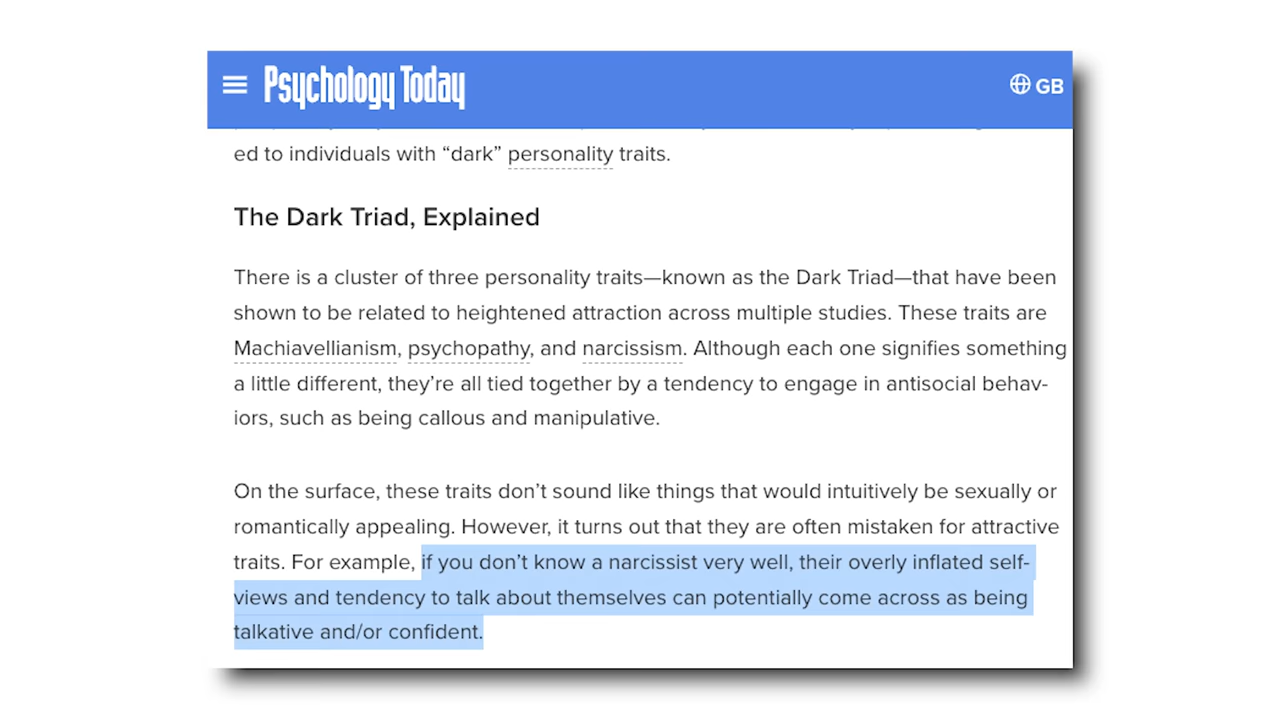 Psychology Today
GB
ed to individuals with “dark” personality traits.
The Dark Triad, Explained
There is a cluster of three personality traits—known as the Dark Triad—that have been
shown to be related to heightened attraction across multiple studies. These traits are
Machiavellianism, psychopathy, and narcissism. Although each one signifies something
a little different, they’re all tied together by a tendency to engage in antisocial behav-
iors, such as being callous and manipulative.
On the surface, these traits don’t sound like things that would intuitively be sexually or
romantically appealing. However, it turns out that they are often mistaken for attractive
traits. For example, if you don’t know a narcissist very well, their overly inflated self-
views and tendency to talk about themselves can potentially come across as being
talkative and/or confident.